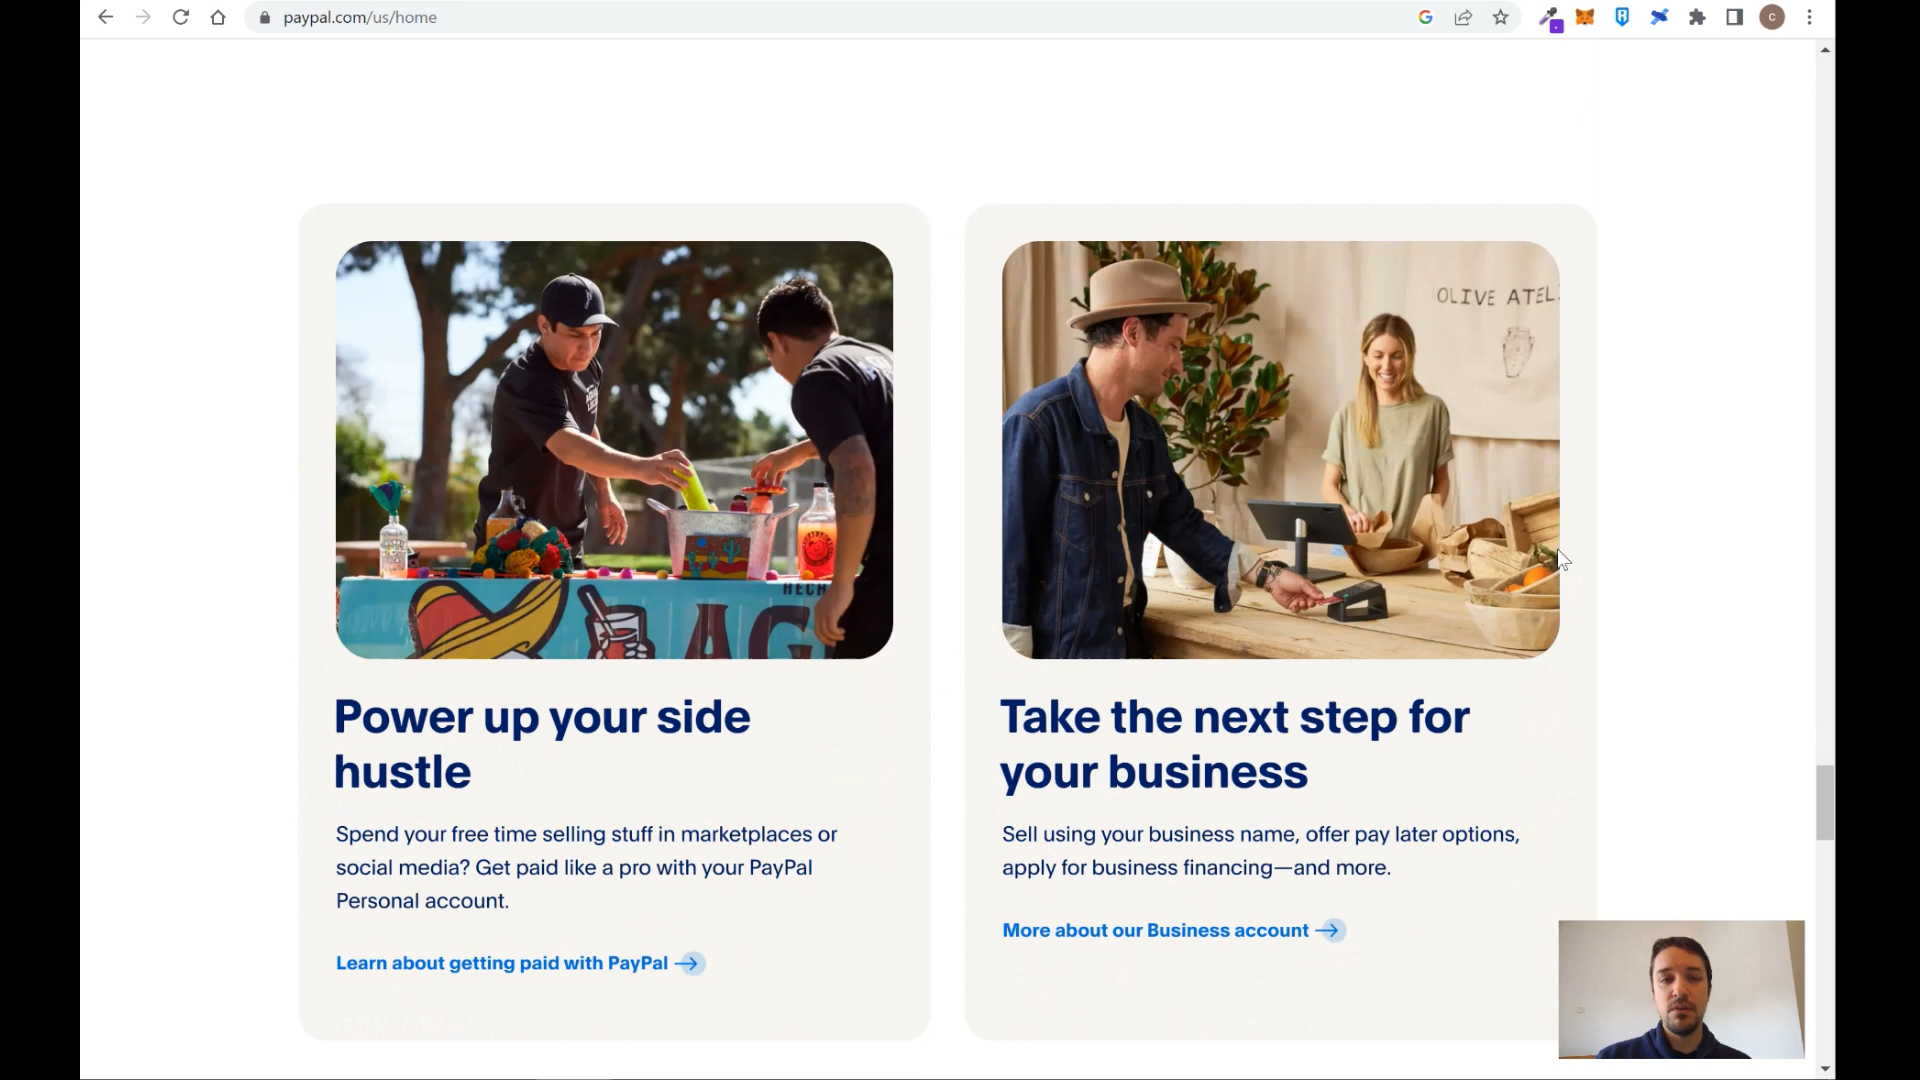 paypal.com/us/home
c
OLIVE ATEL
HECH
AG
Power up your side
hustle
Spend your free time selling stuff in marketplaces or
social media? Get paid like a pro with your PayPal
Personal account.
Learn about getting paid with PayPal
Take the next step for
your business
Sell using your business name, offer pay later options,
apply for business financing—and more.
More about our Business account